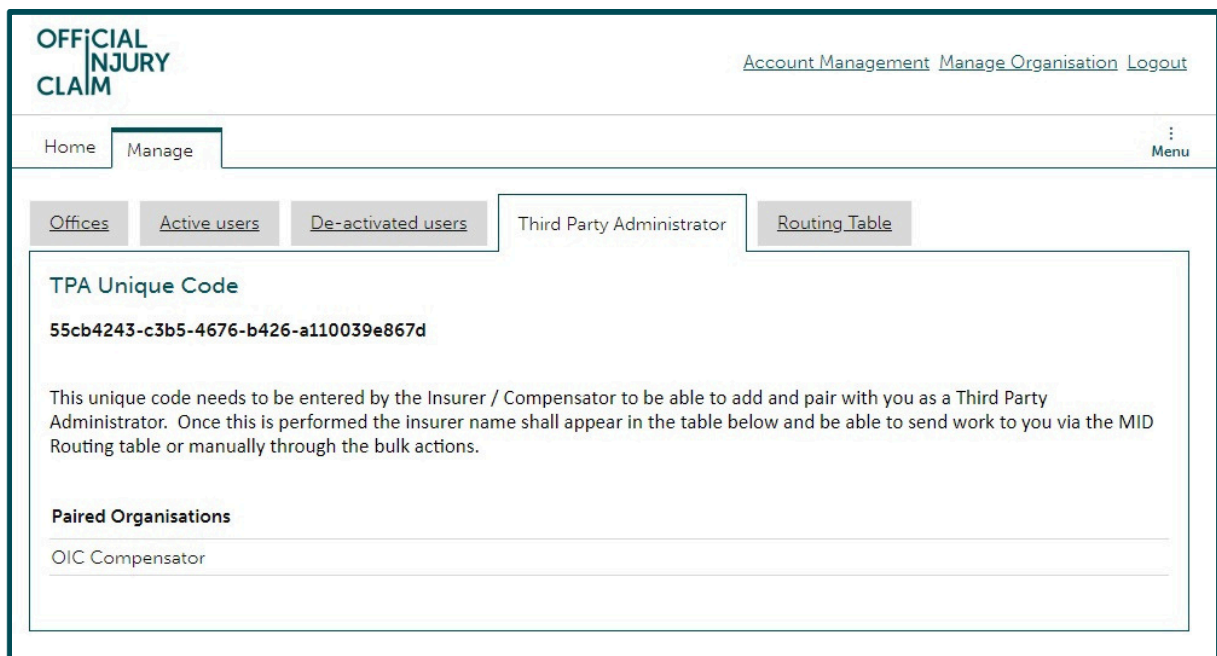 OFFiCIAL
INJURY
CLAIM
Account Management Manage Organisation Logout
Home Manage
Menu
Offices Active users De-activated users Third Party Administrator Routing Table
TPA Unique Code
55cb4243-c3b5-4676-b426-a110039e867d
This unique code needs to be entered by the Insurer / Compensator to be able to add and pair with you as a Third Party
Administrator. Once this is performed the insurer name shall appear in the table below and be able to send work to you via the MID
Routing table or manually through the bulk actions.
Paired Organisations
OIC Compensator